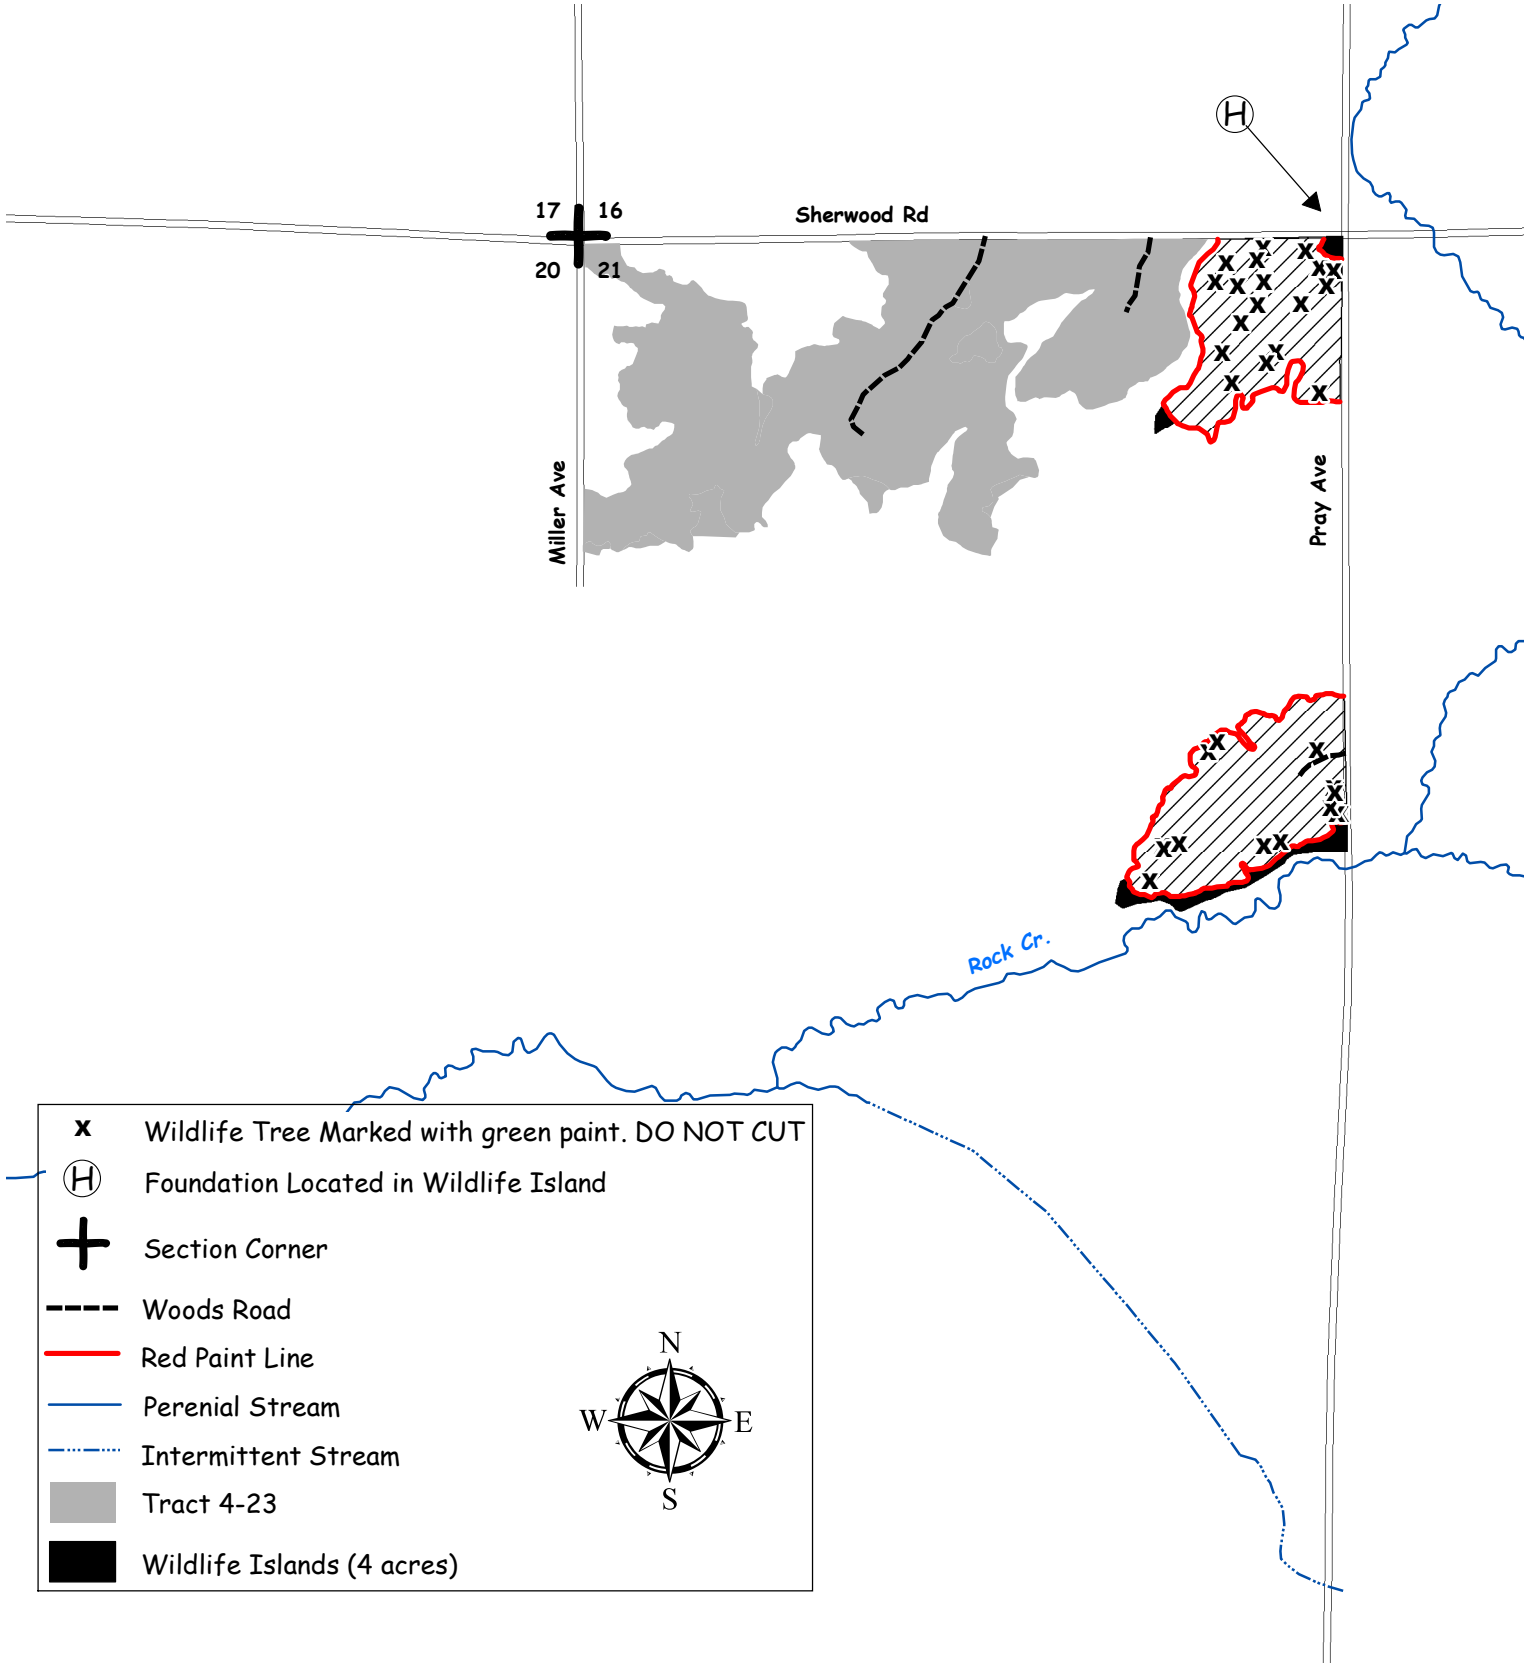 H
17 16
Sherwood Rd
20 21
Miller Ave
Pray Ave
Rock Cr.
x Wildlife Tree Marked with green paint. DO NOT CUT
H Foundation Located in Wildlife Island
Section Corner
Woods Road
Red Paint Line
Perenial Stream
Intermittent Stream
Tract 4-23
Wildlife Islands (4 acres)
N
W E
S